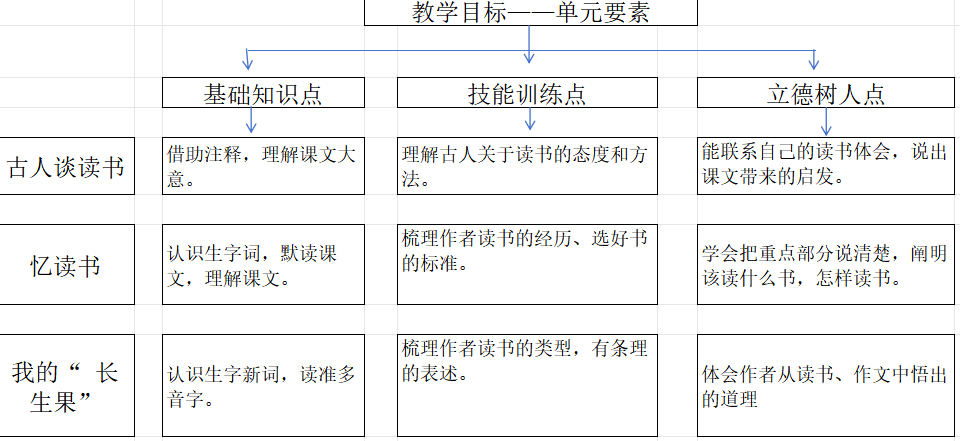 教学目标——单元要素
基础知识点
技能训练点
立德树人点
古人谈读书
借助注释，理解课文大
意。
理解古人关于读书的态度和方
法。
能联系自己的读书体会，说出
课文带来的启发。
忆读书
认识生字词，默读课
文，理解课文。
梳理作者读书的经历、选好书
的标准。
学会把重点部分说清楚，阐明
该读什么书，怎样读书。
我的“ 长
生果”
认识生字新词，读准多
音字。
梳理作者读书的类型，有条理
的表述。
体会作者从读书、作文中悟出
的道理